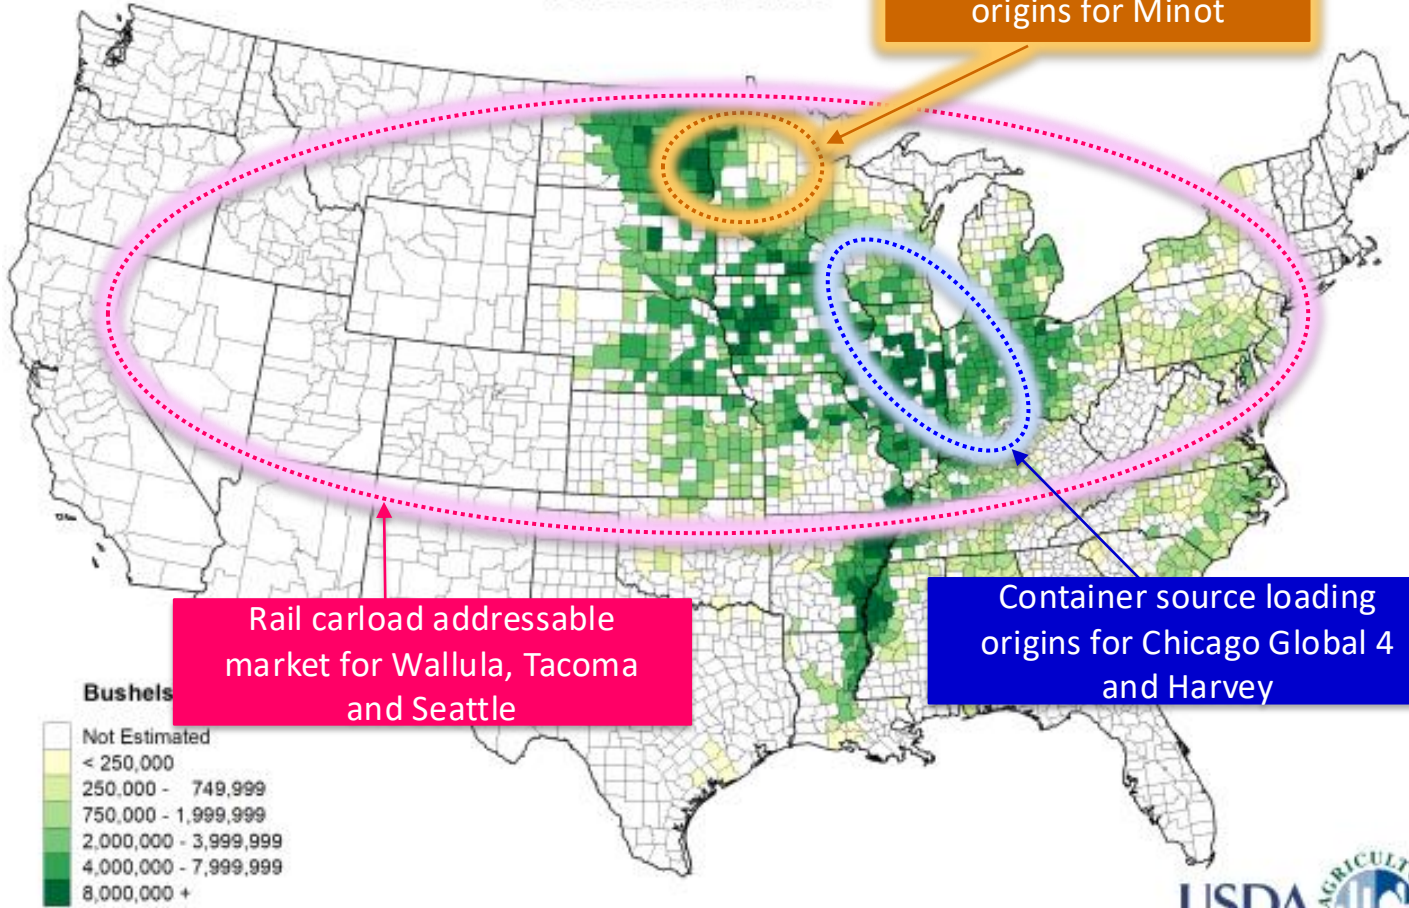 origins for Minot
Rail carload addressable
market for Wallula, Tacoma
and Seattle
Container source loading
origins for Chicago Global 4
and Harvey
Bushels
Not Estimated
< 250,000
250,000 - 749,999
750,000 - 1,999,999
2,000,000 - 3,999,999
4,000,000 - 7,999,999
8,000,000 +
USDA
AGRICULT